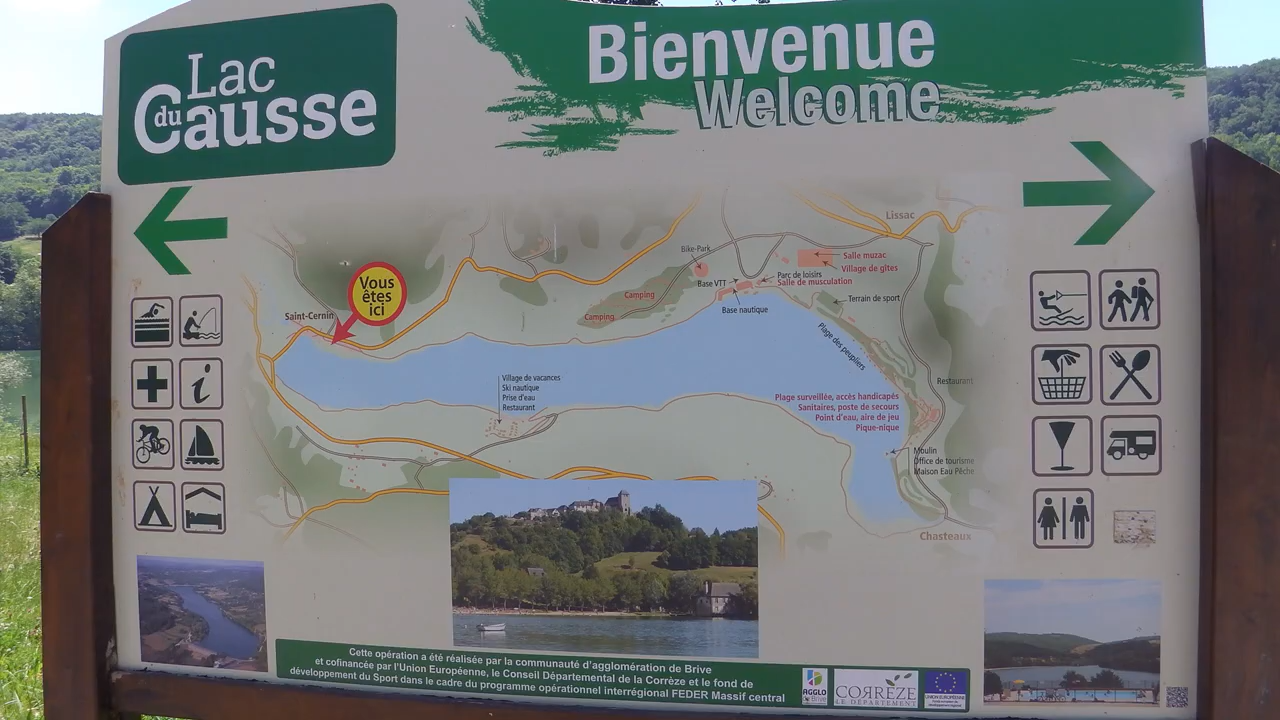 Lac
du
Causse
Bienvenue
Welcome
Lissac
Bike-Park
Salle muzac
Village de gîtes
Base VTT
Parc de loisirs
Salle de musculation
Camping
Camping
Base nautique
Terrain de sport
Vous
êtes
ici
Saint-Cernin
Plage des peupliers
Village de vacances
Ski nautique
Prise d'eau
Restaurant
Restaurant
Plage surveillée, accès handicapés
Sanitaires, poste de secours
Point d'eau, aire de jeu
Pique-nique
Moulin
Office de tourisme
Maison Eau Pêche
Chasteaux
Cette opération a été réalisée par la communauté d'agglomération de Brive
et cofinancée par l'Union Européenne, le Conseil Départemental de la Corrèze et le fond de
développement du Sport dans le cadre du programme opérationnel interrégional FEDER Massif central
AGGLO
de Brive
CORRÈZE
LE DÉPARTEMENT
UNION EUROPÉENNE